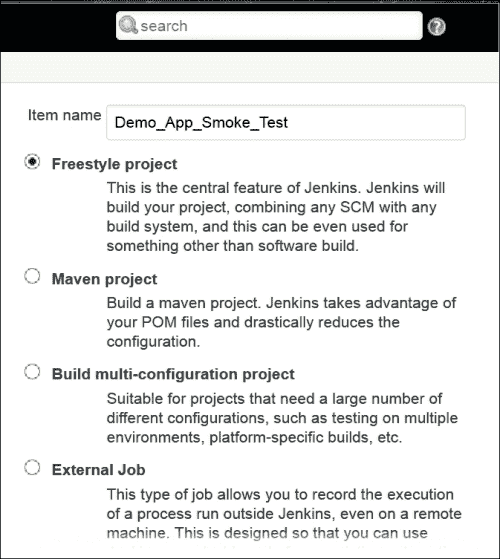 search
Item name
Demo_App_Smoke_Test
Freestyle project
This is the central feature of Jenkins. Jenkins will
build your project, combining any SCM with any
build system, and this can be even used for
something other than software build.
Maven project
Build a maven project. Jenkins takes advantage of
your POM files and drastically reduces the
configuration.
Build multi-configuration project
Suitable for projects that need a large number of
different configurations, such as testing on multiple
environments, platform-specific builds, etc.
External Job
This type of job allows you to record the execution
of a process run outside Jenkins, even on a remote
machine. This is designed so that you can use